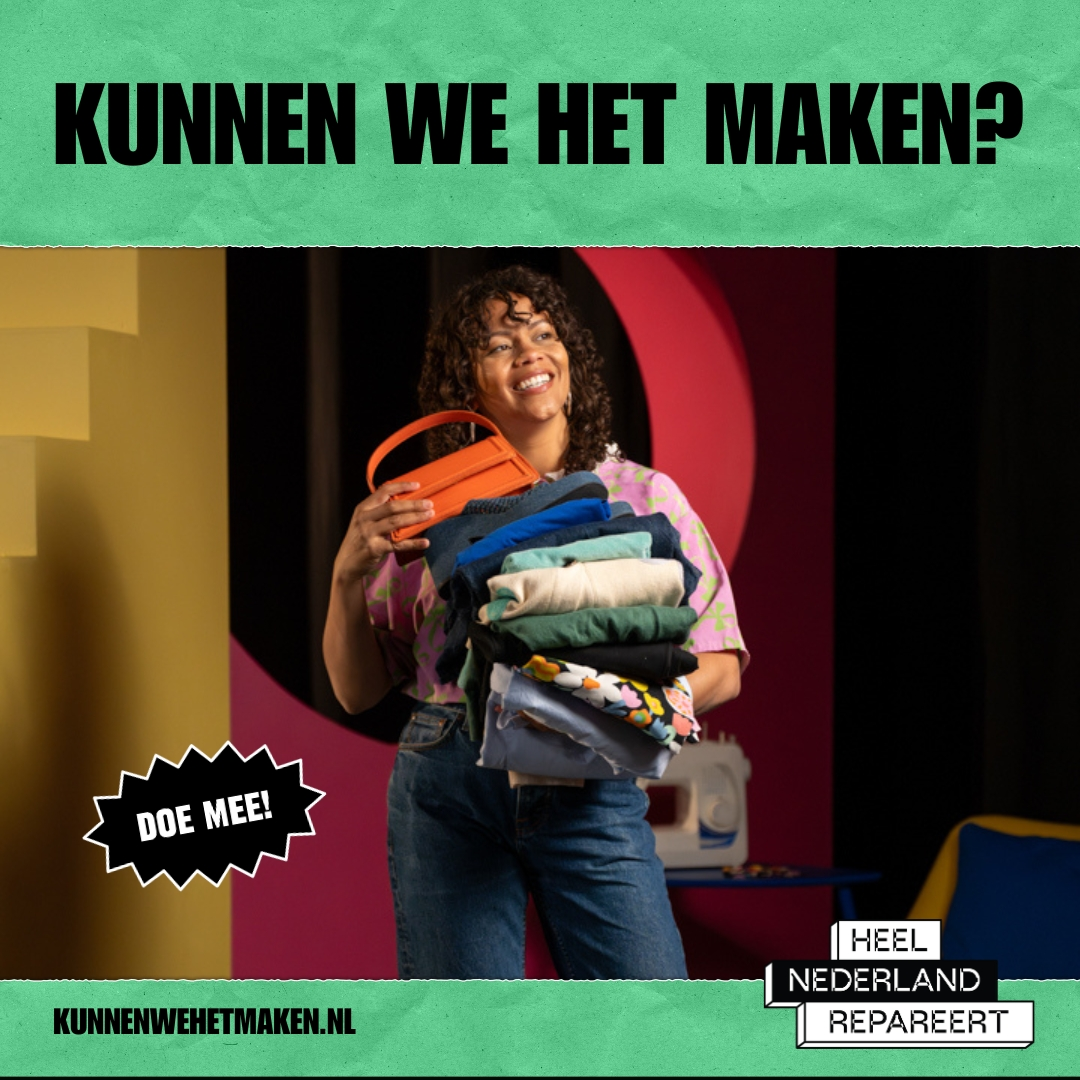 KUNNEN WE HET MAKEN?
DOE MEE!
KUNNENWEHETMAKEN.NL
HEEL
NEDERLAND
REPAREERT